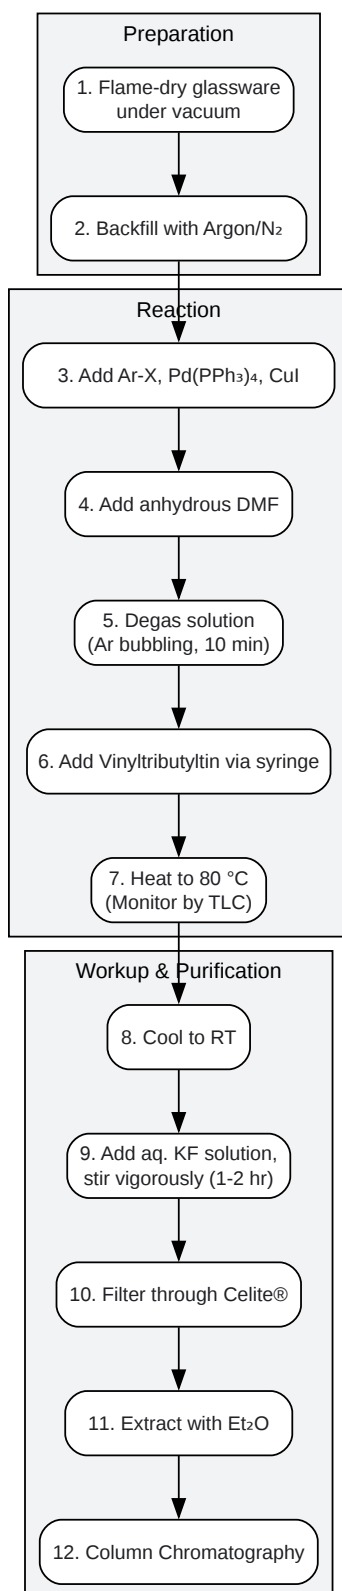 Preparation
1. Flame-dry glassware
under vacuum
2. Backfill with Argon/N₂
Reaction
3. Add Ar-X, Pd(PPh₃)₄, CuI
4. Add anhydrous DMF
5. Degas solution
(Ar bubbling, 10 min)
6. Add Vinyltributyltin via syringe
7. Heat to 80 °C
(Monitor by TLC)
Workup & Purification
8. Cool to RT
9. Add aq. KF solution,
stir vigorously (1-2 hr)
10. Filter through Celite®
11. Extract with Et₂O
12. Column Chromatography